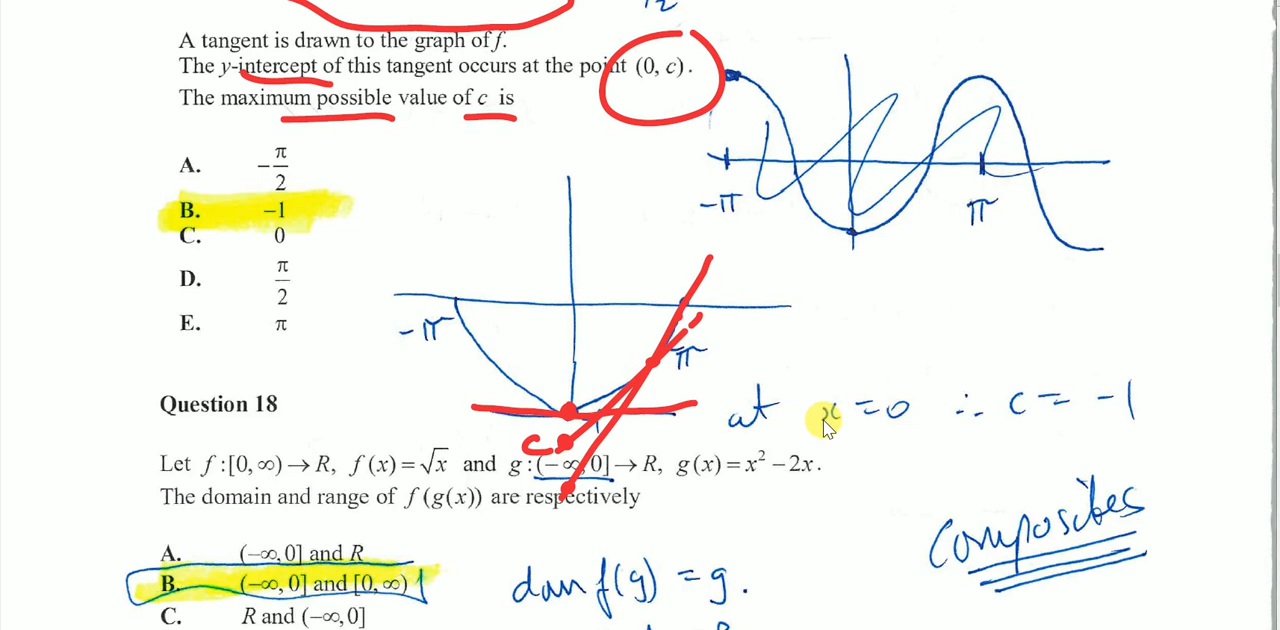 A tangent is drawn to the graph of f.
The y-intercept of this tangent occurs at the point (0, c).
The maximum possible value of c is
A. −π/2
B. −1
C. 0
D. π/2
E. π
−π
π
−π
π
C
at x = 0 ∴ c = −1
Question 18
Let f : [0, ∞) → R, f(x) = √x and g : (−∞, 0] → R, g(x) = x² − 2x.
The domain and range of f(g(x)) are respectively
Composites
A. (−∞, 0] and R
B. (−∞, 0] and [0, ∞)
C. R and (−∞, 0]
dom f(g) = g.